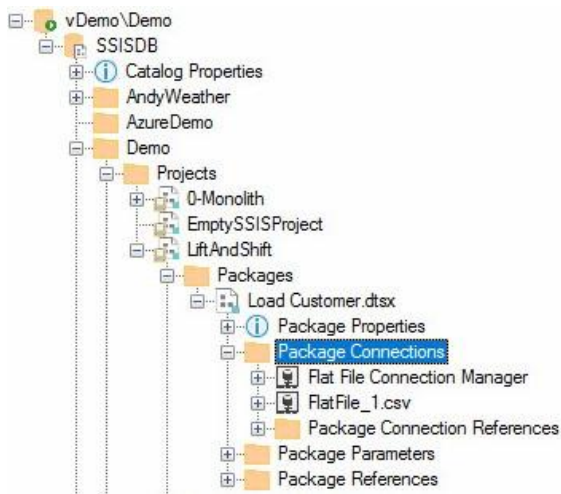 vDemo\Demo
SSISDB
Catalog Properties
AndyWeather
AzureDemo
Demo
Projects
0-Monolith
EmptySSISProject
LiftAndShift
Packages
Load Customer.dtsx
Package Properties
Package Connections
Flat File Connection Manager
FlatFile_1.csv
Package Connection References
Package Parameters
Package References